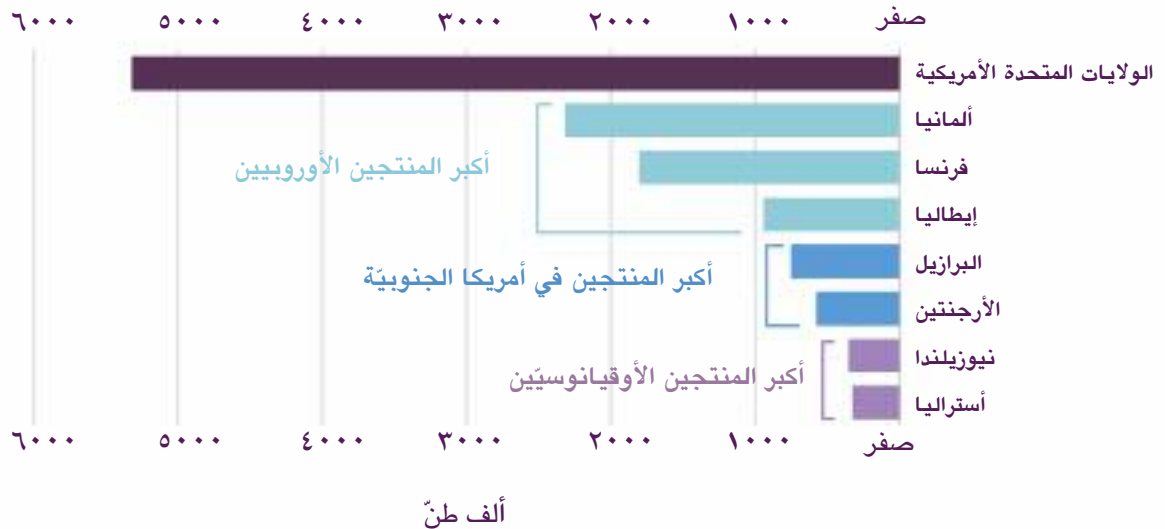 صفر ١٠٠٠ ٢٠٠٠ ٣٠٠٠ ٤٠٠٠ ٥٠٠٠ ٦٠٠٠
الولايات المتحدة الأمريكية
ألمانيا
فرنسا
أكبر المنتجين الأوروبيين
إيطاليا
البرازيل
أكبر المنتجين في أمريكا الجنوبيّة
الأرجنتين
نيوزيلندا
أكبر المنتجين الأوقيانوسيّين
أستراليا
صفر ١٠٠٠ ٢٠٠٠ ٣٠٠٠ ٤٠٠٠ ٥٠٠٠ ٦٠٠٠
ألف طنّ